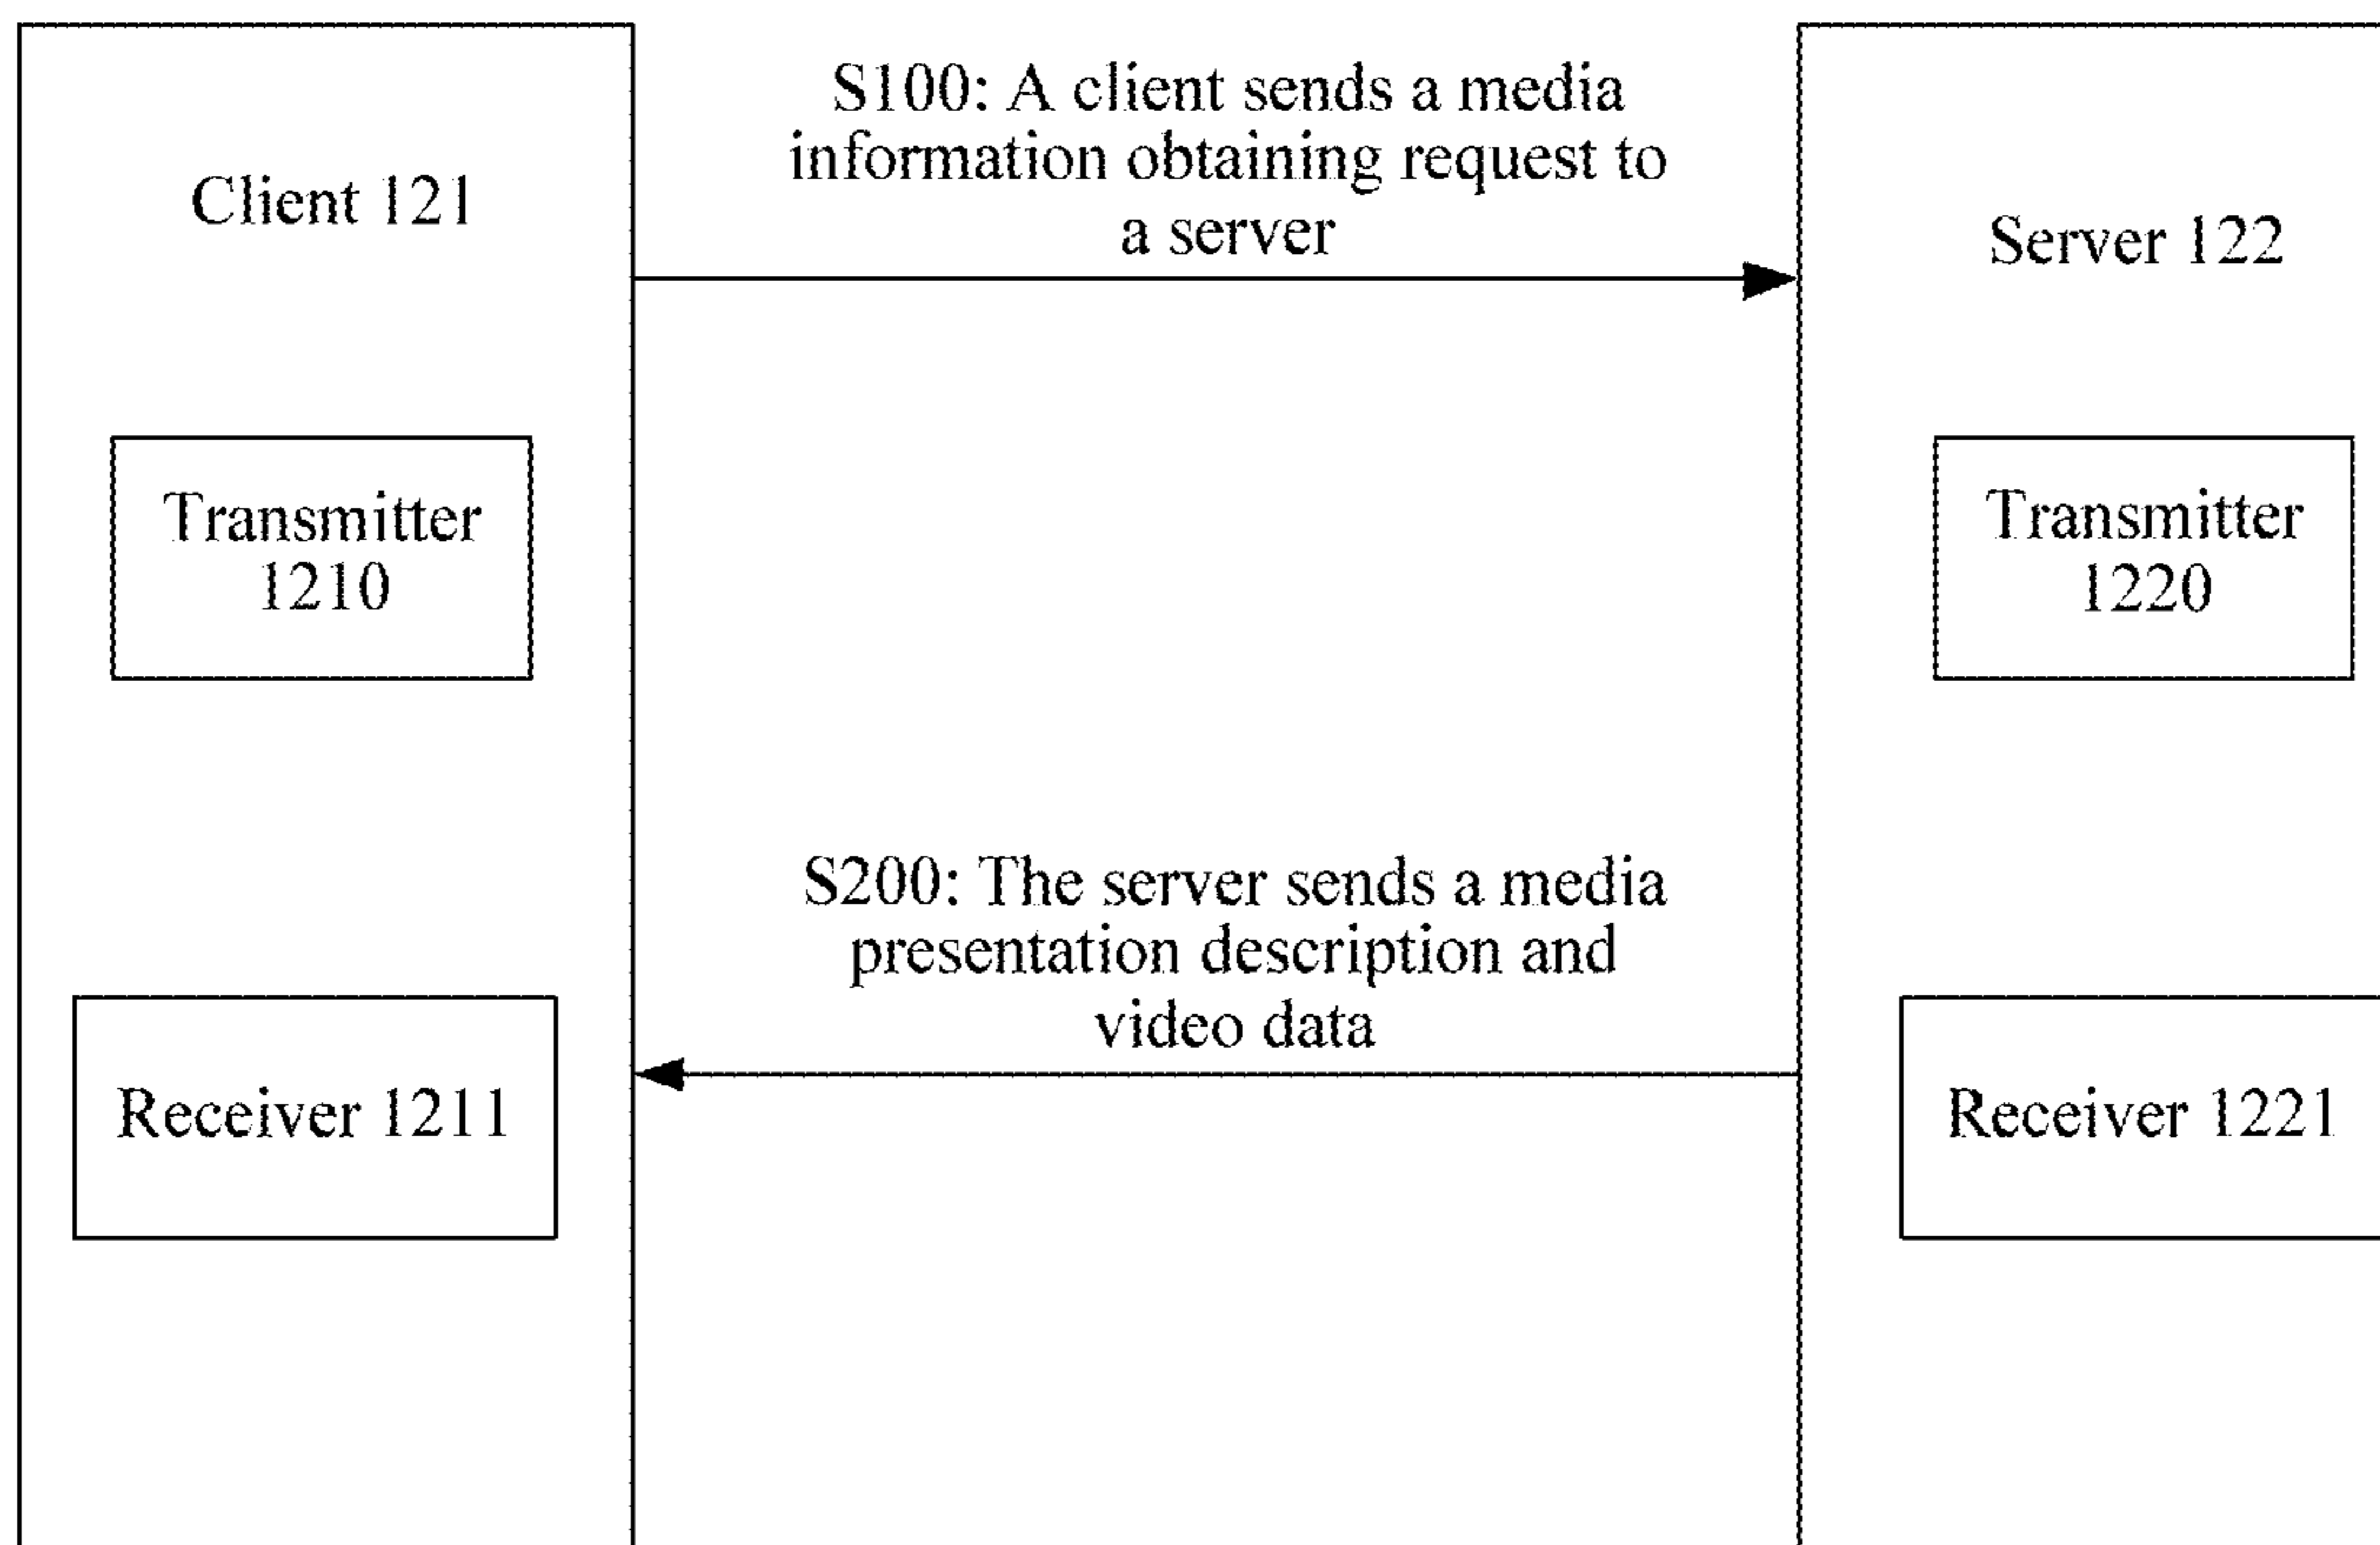 Client 121
S100: A client sends a media
information obtaining request to
a server
Server 122
Transmitter
1210
Transmitter
1220
S200: The server sends a media
presentation description and
video data
Receiver 1211
Receiver 1221